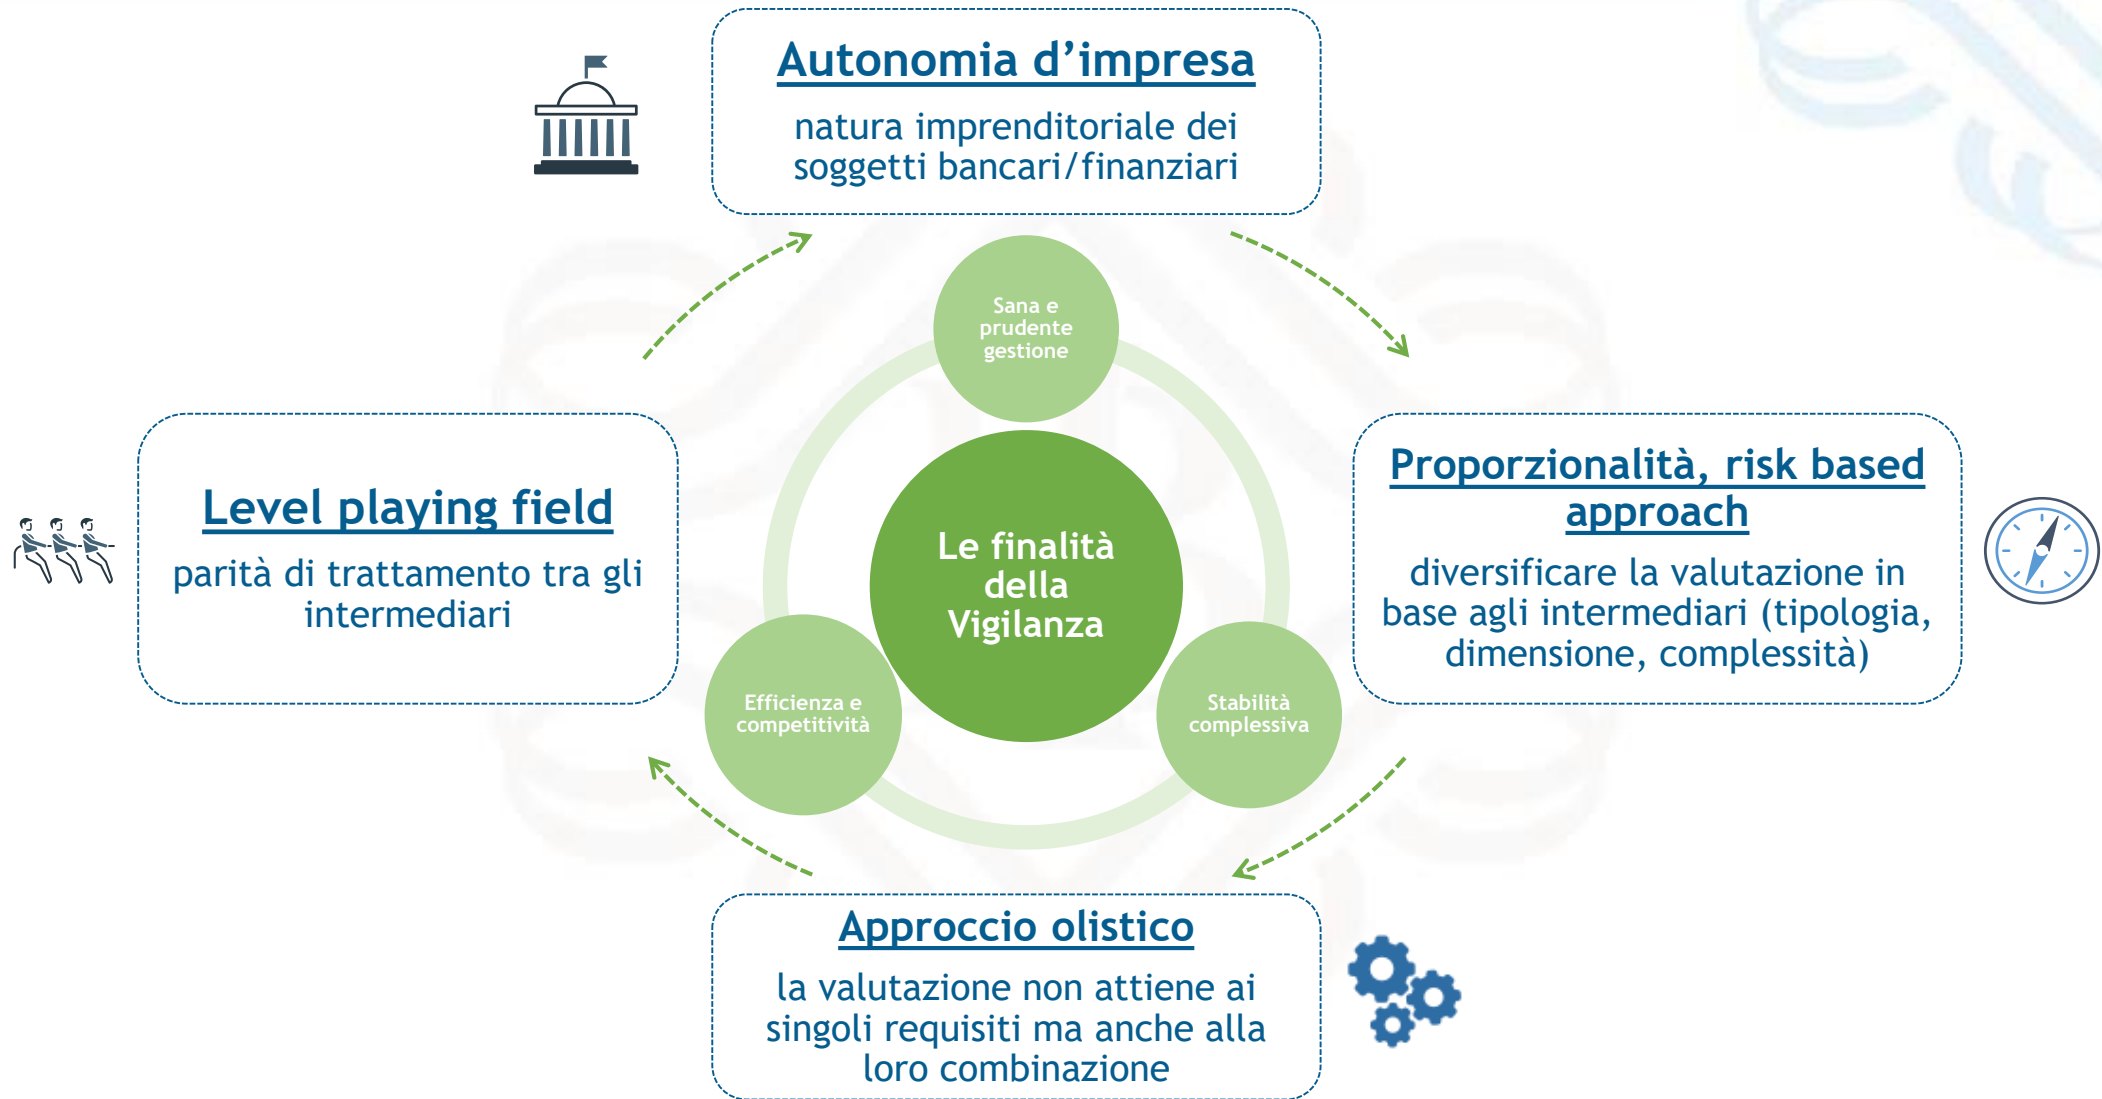 Autonomia d’impresa
natura imprenditoriale dei
soggetti bancari/finanziari
Sana e
prudente
gestione
Level playing field
parità di trattamento tra gli
intermediari
Le finalità
della
Vigilanza
Proporzionalità, risk based
approach
diversificare la valutazione in
base agli intermediari (tipologia,
dimensione, complessità)
Efficienza e
competitività
Stabilità
complessiva
Approccio olistico
la valutazione non attiene ai
singoli requisiti ma anche alla
loro combinazione